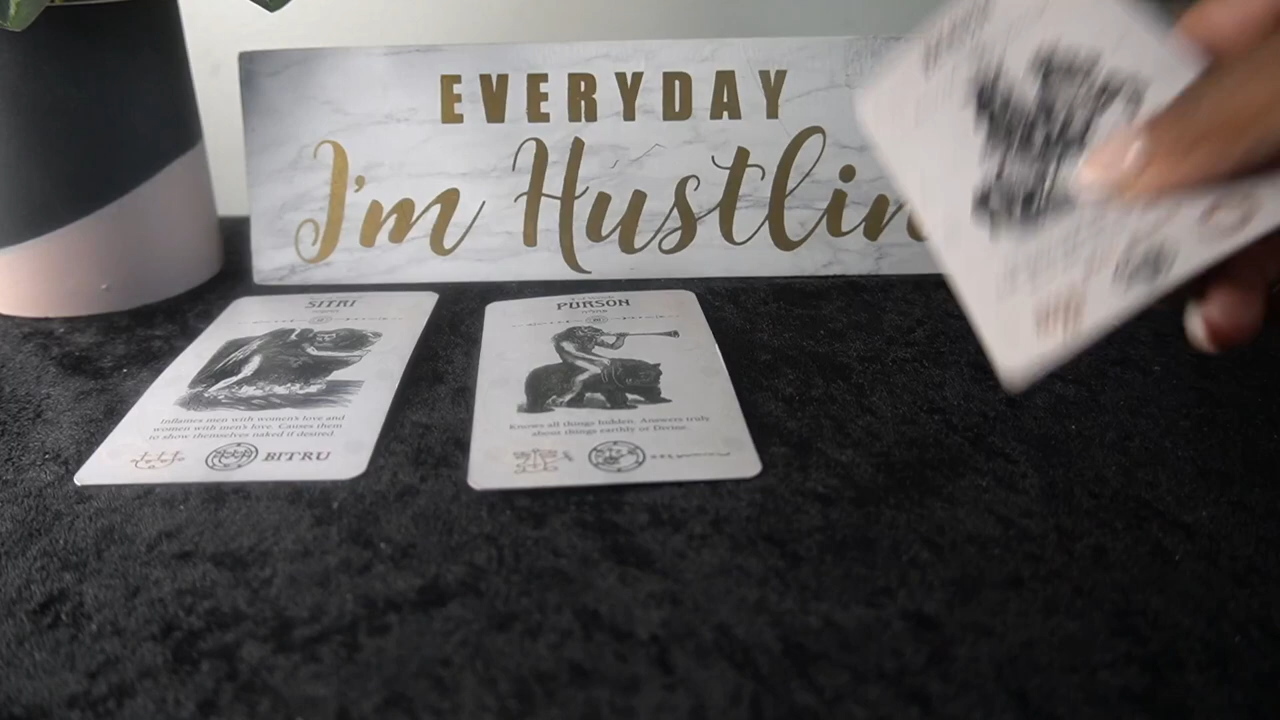 EVERYDAY
I'm Hustlin
SITRI
Inflames men with women's love and
women with men's love. Causes them
to show themselves naked if desired.
BITRU
PURSON
Knows all things hidden. Answers truly
about things earthly or Divine.